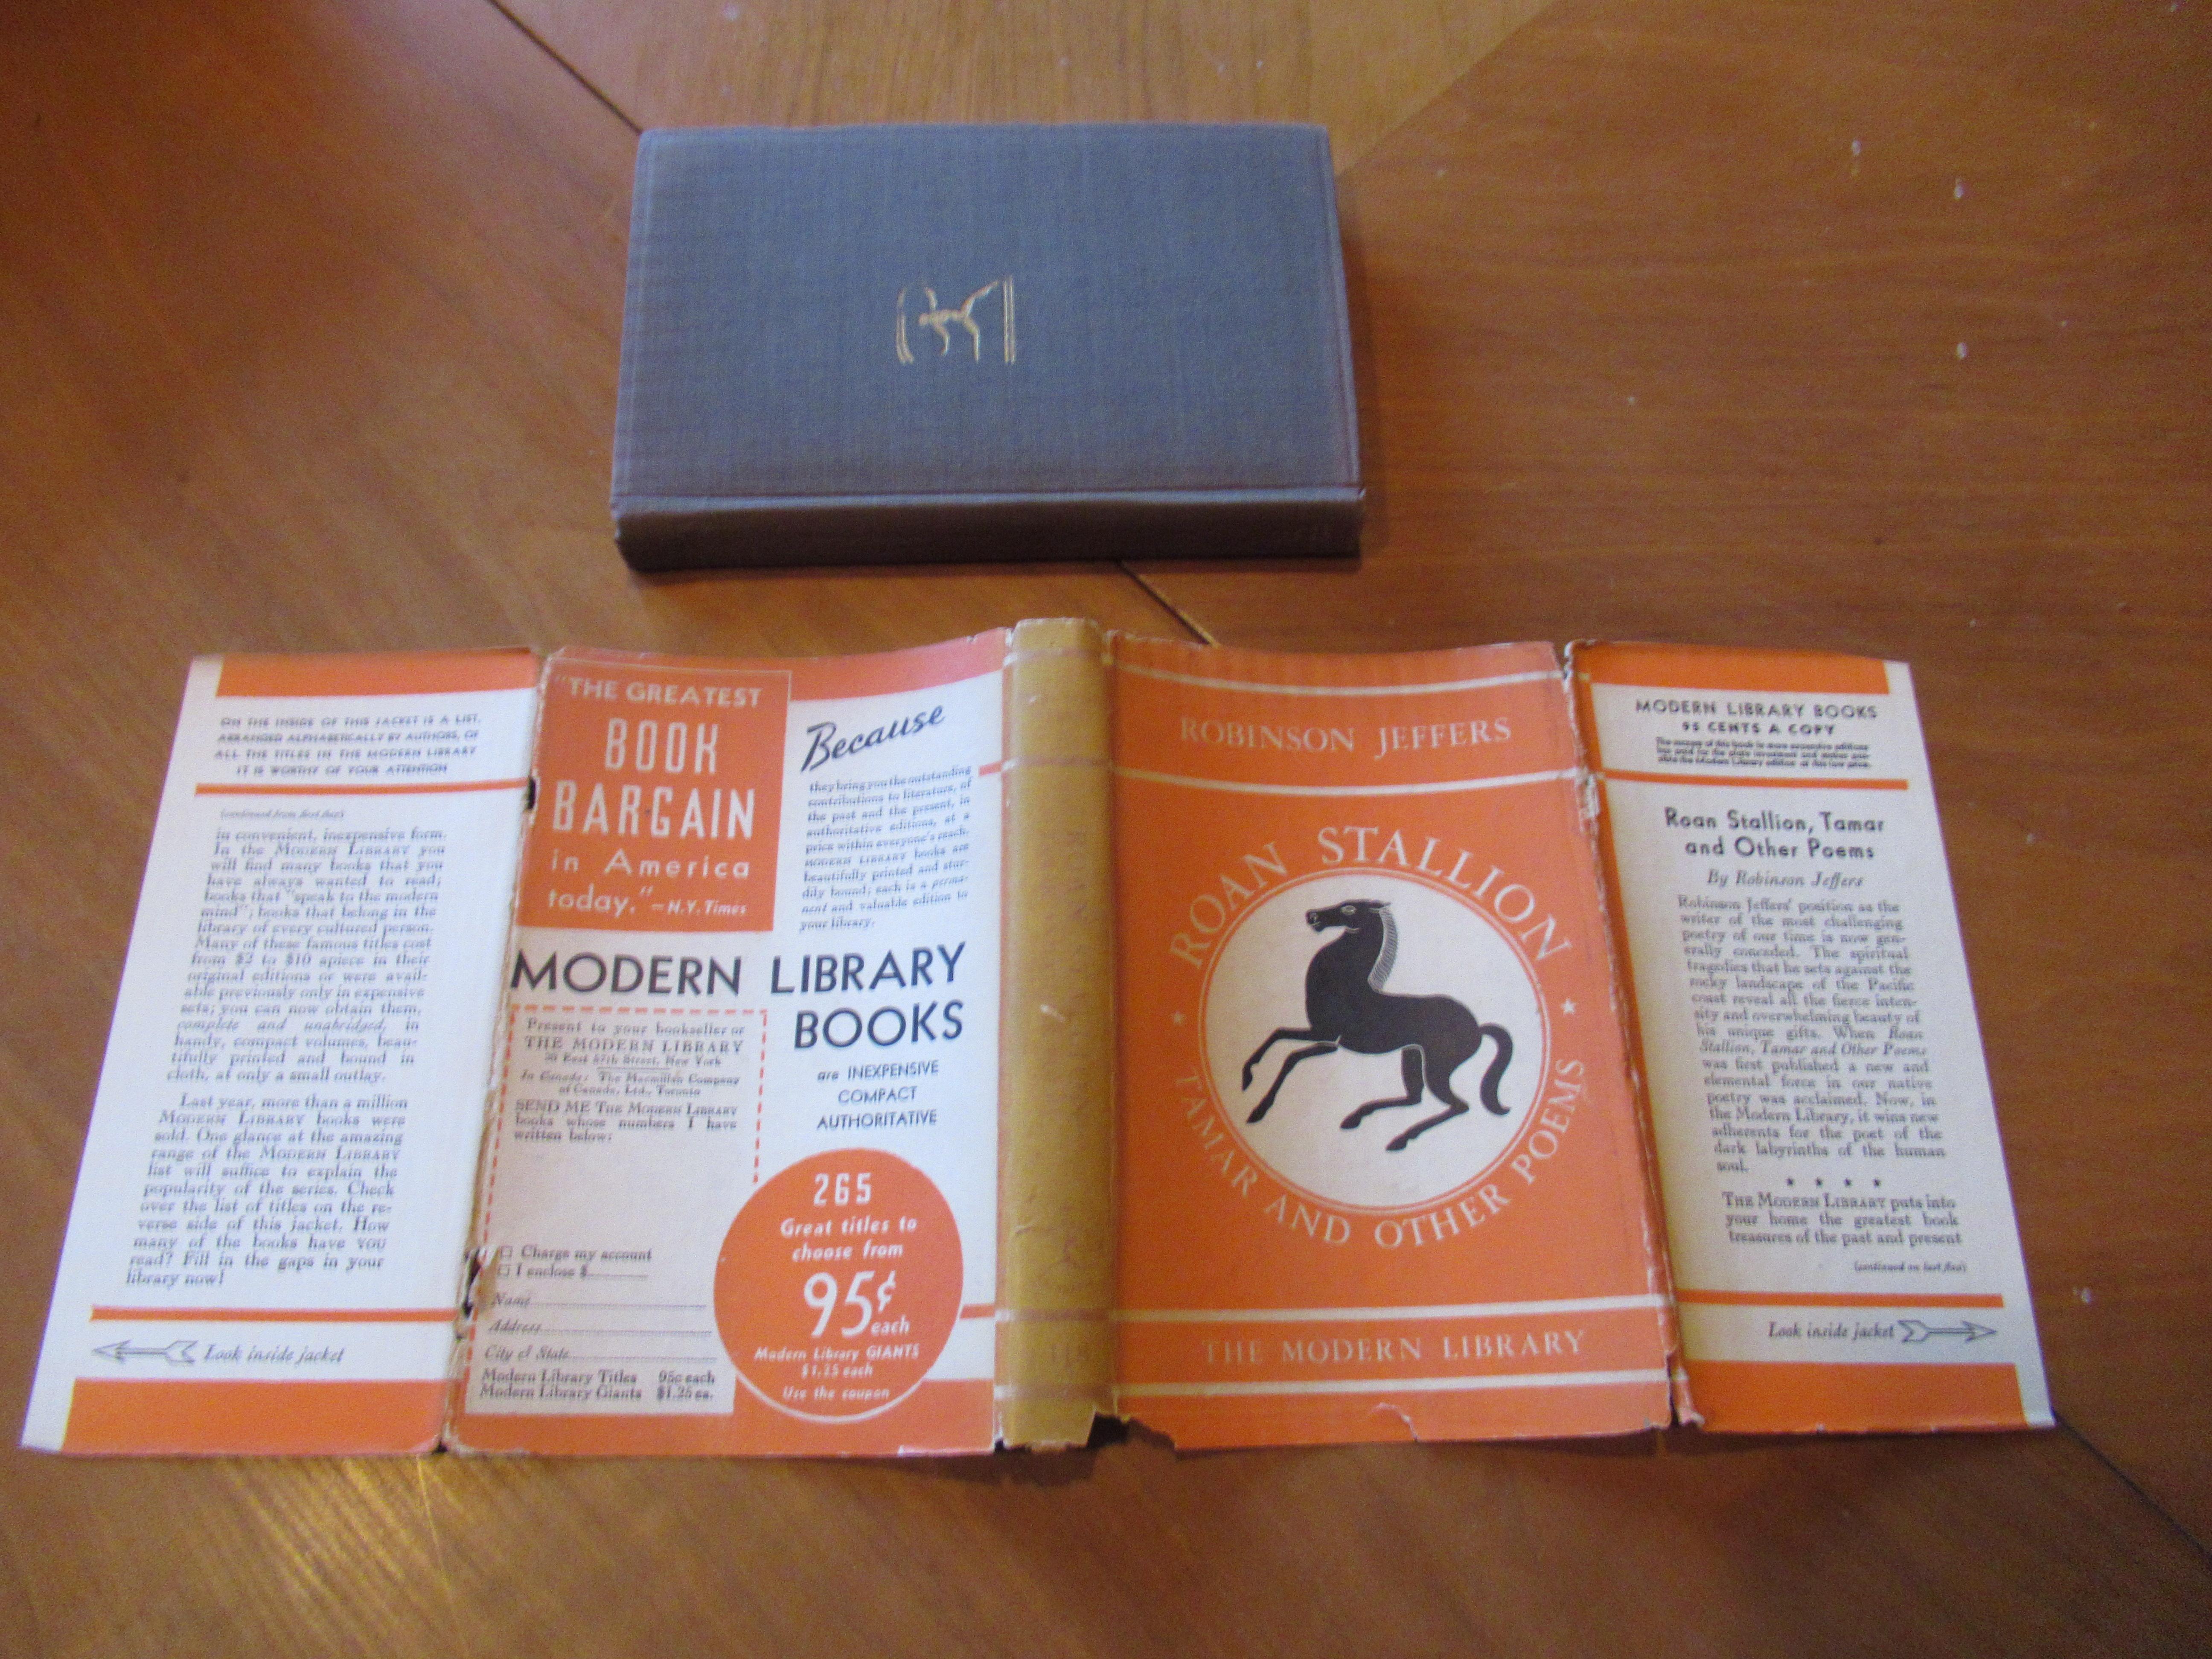 ON THE INSIDE OF THIS JACKET IS A LIST,
ARRANGED ALPHABETICALLY BY AUTHORS, OF
ALL THE TITLES IN THE MODERN LIBRARY
IT IS WORTHY OF YOUR ATTENTION
(continued from first flap)
in convenient, inexpensive form.
In the MODERN LIBRARY you
will find many books that you
have always wanted to read;
books that "speak to the modern
mind"; books that belong in the
library of every cultured person.
Many of these famous titles cost
from $2 to $10 apiece in their
original editions or were avail-
able previously only in expensive
sets; you can now obtain them,
complete and unabridged, in
handy, compact volumes, beau-
tifully printed and bound in
cloth, at only a small outlay.
Last year, more than a million
MODERN LIBRARY books were
sold. One glance at the amazing
range of the MODERN LIBRARY
list will suffice to explain the
popularity of the series. Check
over the list of titles on the re-
verse side of this jacket. How
many of the books have YOU
read? Fill in the gaps in your
library now!
Look inside jacket
"THE GREATEST
BOOK
BARGAIN
in America
today."—N.Y. Times
Because
they bring you the outstanding
contributions to literature, of
the past and the present, in
authoritative editions, at a
price within everyone's reach.
MODERN LIBRARY books are
beautifully printed and stur-
dily bound; each is a perma-
nent and valuable edition to
your library.
MODERN LIBRARY
BOOKS
are INEXPENSIVE
COMPACT
AUTHORITATIVE
Present to your bookseller or
THE MODERN LIBRARY
20 East 57th Street, New York
In Canada: The Macmillan Company
of Canada, Ltd., Toronto
SEND ME THE MODERN LIBRARY
books whose numbers I have
written below:
Charge my account
I enclose $
Name
Address
City & State
Modern Library Titles 95c each
Modern Library Giants $1.25 ea.
265
Great titles to
choose from
95¢
each
Modern Library GIANTS
$1.25 each
Use the coupon
ROBINSON JEFFERS
ROAN STALLION
TAMAR AND OTHER POEMS
THE MODERN LIBRARY
MODERN LIBRARY BOOKS
95 CENTS A COPY
Roan Stallion, Tamar
and Other Poems
By Robinson Jeffers
Robinson Jeffers' position as the
writer of the most challenging
poetry of our time is now gen-
erally conceded. The spiritual
tragedies that he sets against the
rocky landscape of the Pacific
coast reveal all the fierce inten-
sity and overwhelming beauty of
his unique gifts. When Roan
Stallion, Tamar and Other Poems
was first published a new and
elemental force in our native
poetry was acclaimed. Now, in
the Modern Library, it wins new
adherents for the poet of the
dark labyrinths of the human
soul.
* * * *
THE MODERN LIBRARY puts into
your home the greatest book
treasures of the past and present
(continued on last flap)
Look inside jacket